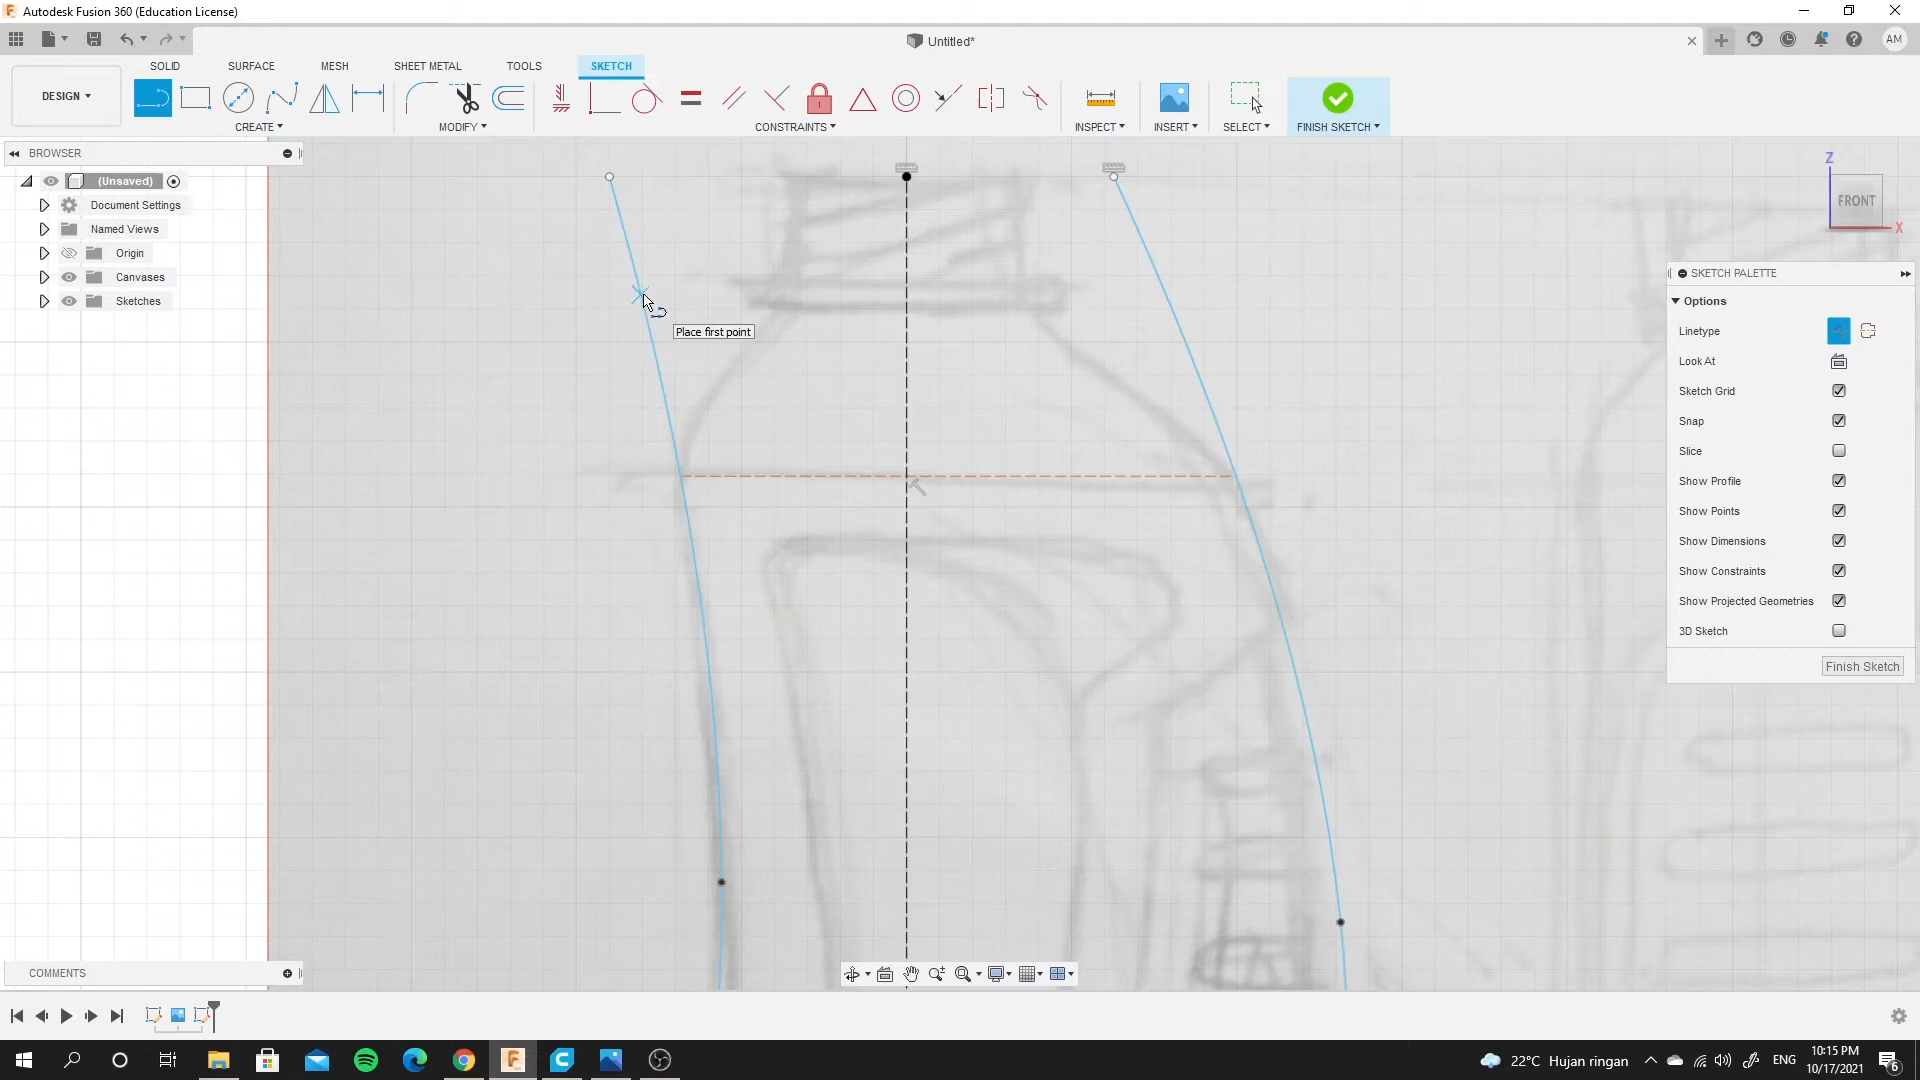 Autodesk Fusion 360 (Education License)
Untitled*
AM
DESIGN
SOLID
SURFACE
MESH
SHEET METAL
TOOLS
SKETCH
CREATE
MODIFY
CONSTRAINTS
INSPECT
INSERT
SELECT
FINISH SKETCH
BROWSER
(Unsaved)
Document Settings
Named Views
Origin
Canvases
Sketches
Place first point
Z
FRONT
X
SKETCH PALETTE
Options
Linetype
Look At
Sketch Grid
Snap
Slice
Show Profile
Show Points
Show Dimensions
Show Constraints
Show Projected Geometries
3D Sketch
Finish Sketch
COMMENTS
22°C Hujan ringan
ENG
10:15 PM
10/17/2021
6